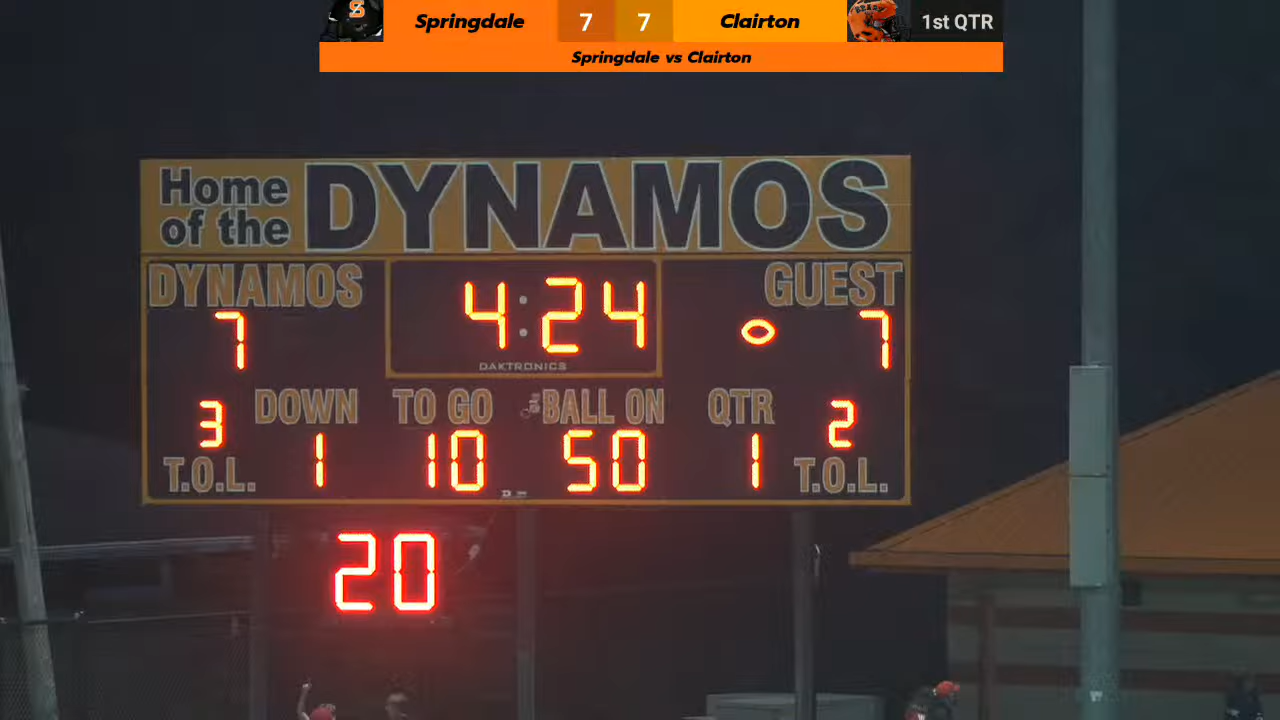 Springdale 7 7 Clairton 1st QTR
Springdale vs Clairton
Home of the DYNAMOS
DYNAMOS 4:24 GUEST
7 7
DAKTRONICS
DOWN TO GO BALL ON QTR
3 1 10 50 1 2
T.O.L. T.O.L.
20